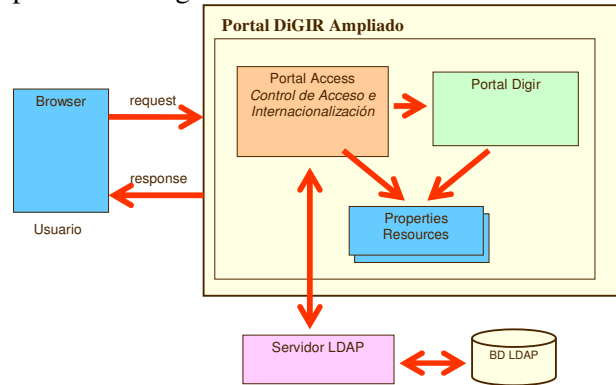 Portal DiGIR Ampliado
Browser
request
Portal Access
Control de Acceso e
Internacionalización
Portal Digir
response
Usuario
Properties
Resources
Servidor LDAP
BD LDAP